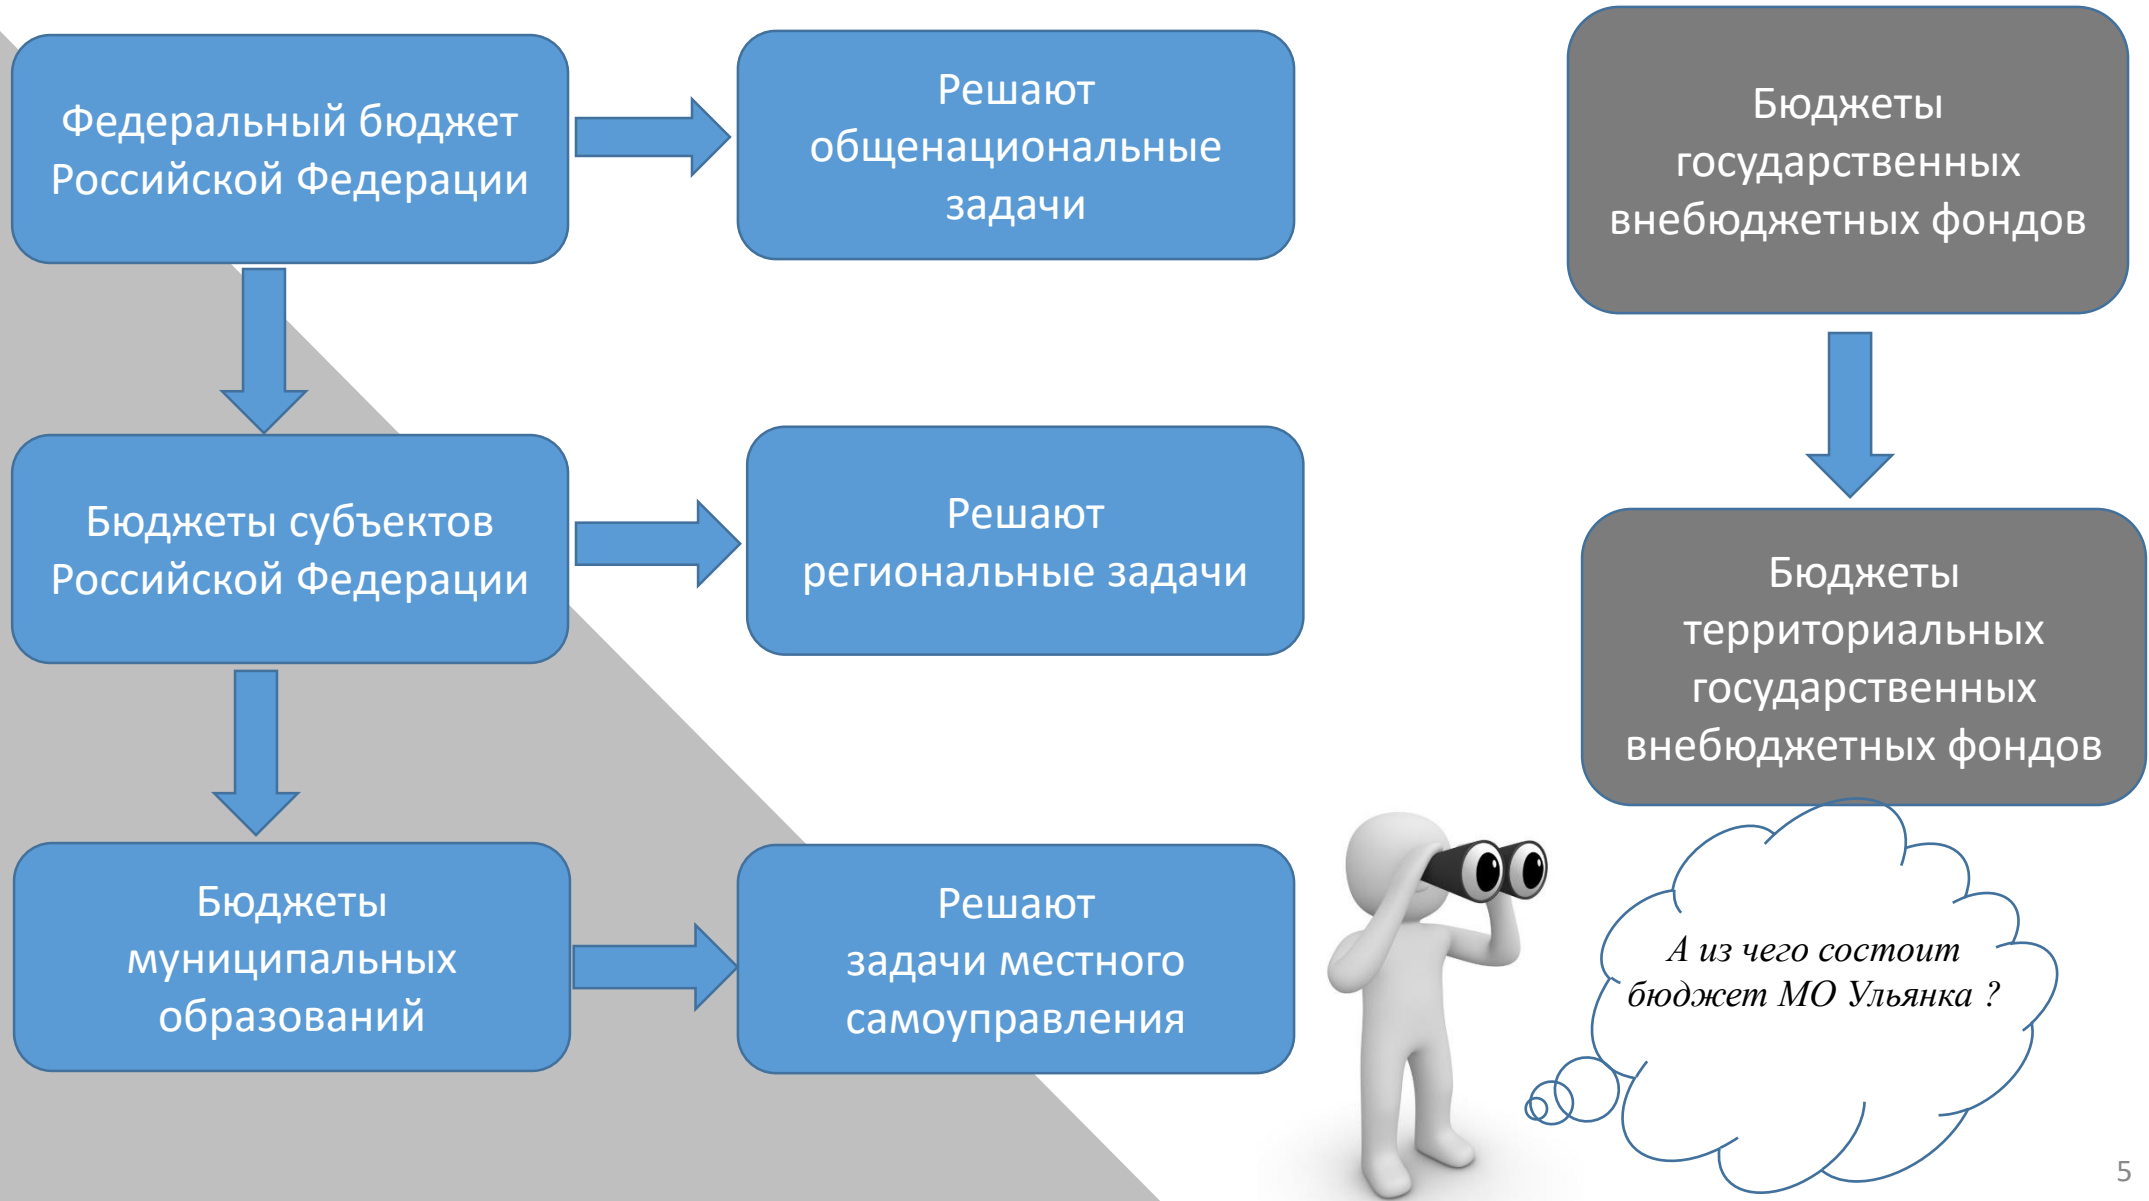 Федеральный бюджет
Российской Федерации
Решают
общенациональные
задачи
Бюджеты
государственных
внебюджетных фондов
Бюджеты субъектов
Российской Федерации
Решают
региональные задачи
Бюджеты
территориальных
государственных
внебюджетных фондов
Бюджеты
муниципальных
образований
Решают
задачи местного
самоуправления
А из чего состоит
бюджет МО Ульянка ?
5